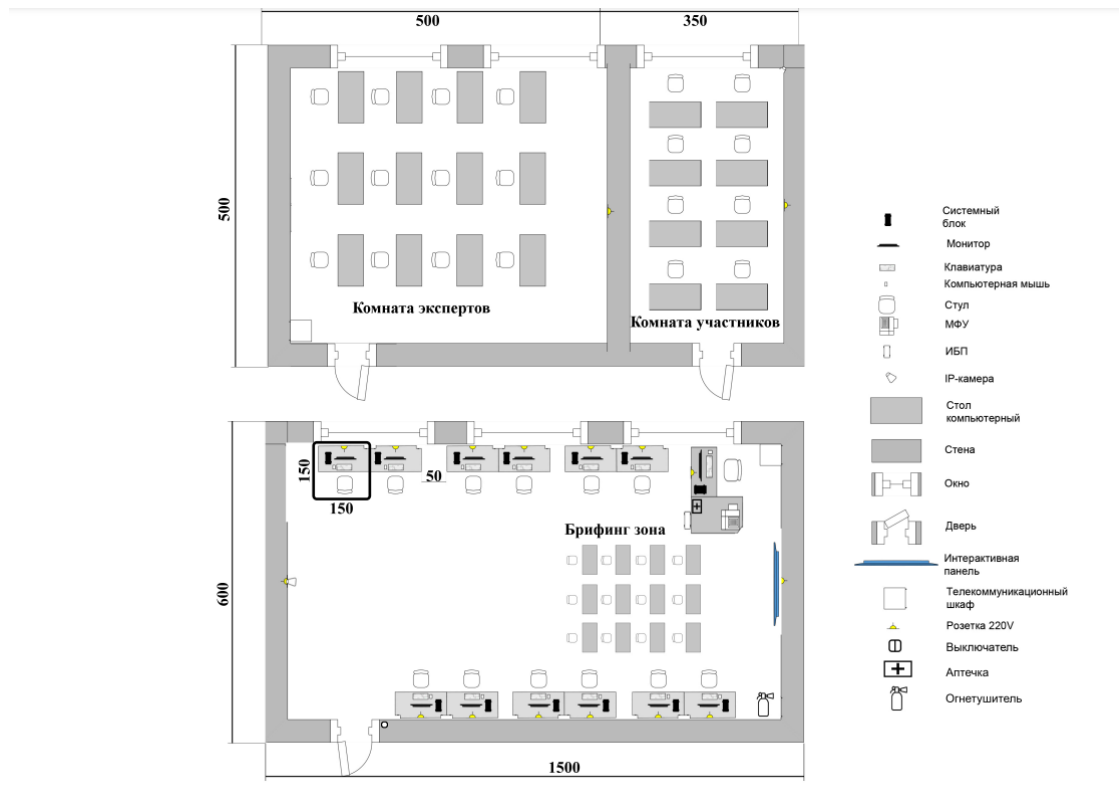 500
350
500
Комната экспертов
Комната участников
600
150
150
50
Брифинг зона
1500
Системный
блок
Монитор
Клавиатура
Компьютерная мышь
Стул
МФУ
ИБП
IP-камера
Стол
компьютерный
Стена
Окно
Дверь
Интерактивная
панель
Телекоммуникационный
шкаф
Розетка 220V
Выключатель
Аптечка
Огнетушитель